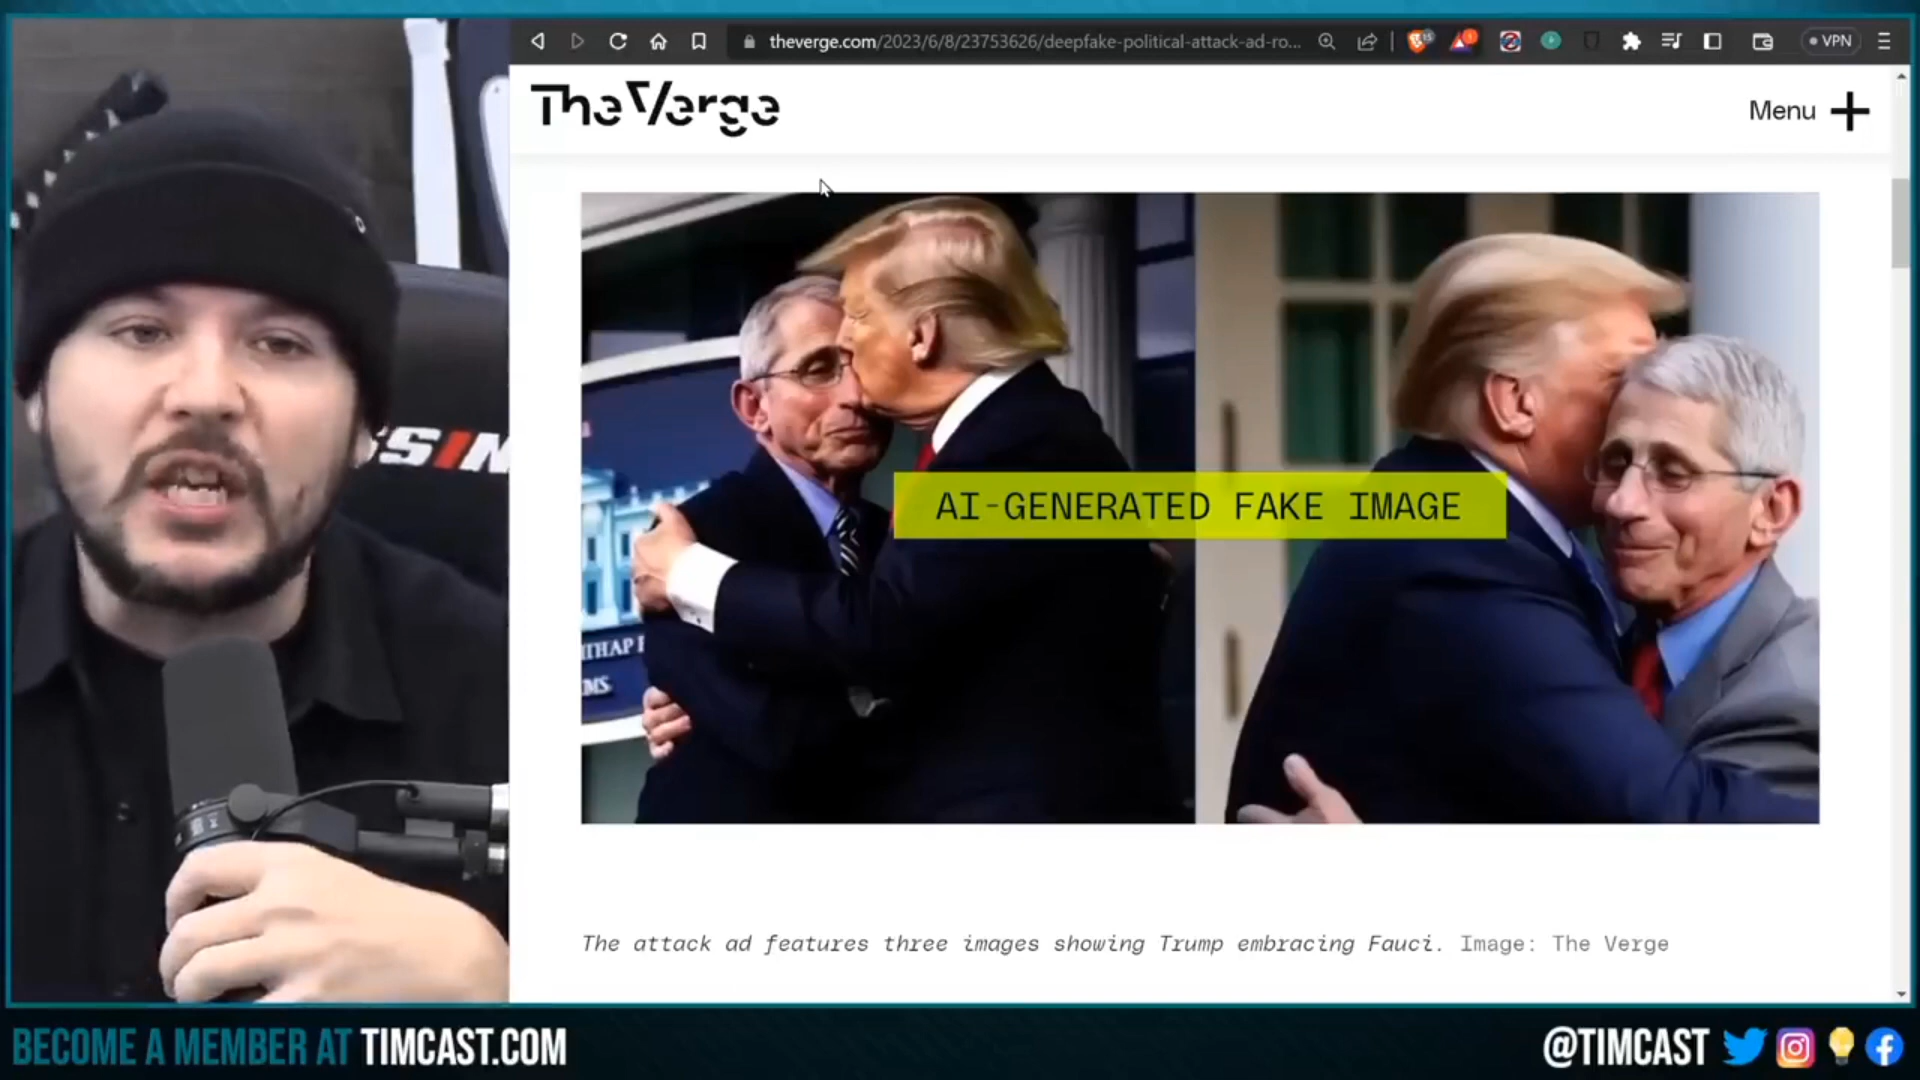 theverge.com/2023/6/8/23753626/deepfake-political-attack-ad-ro...
VPN
The Verge
Menu
AI-GENERATED FAKE IMAGE
The attack ad features three images showing Trump embracing Fauci. Image: The Verge
BECOME A MEMBER AT TIMCAST.COM
@TIMCAST